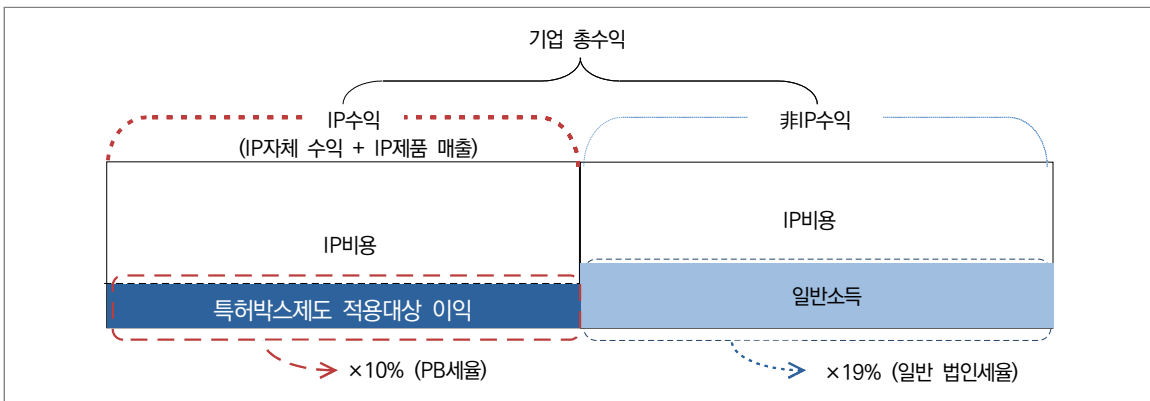 기업 총수익
IP수익
(IP자체 수익 + IP제품 매출)
非IP수익
IP비용
IP비용
특허박스제도 적용대상 이익
일반소득
×10% (PB세율)
×19% (일반 법인세율)